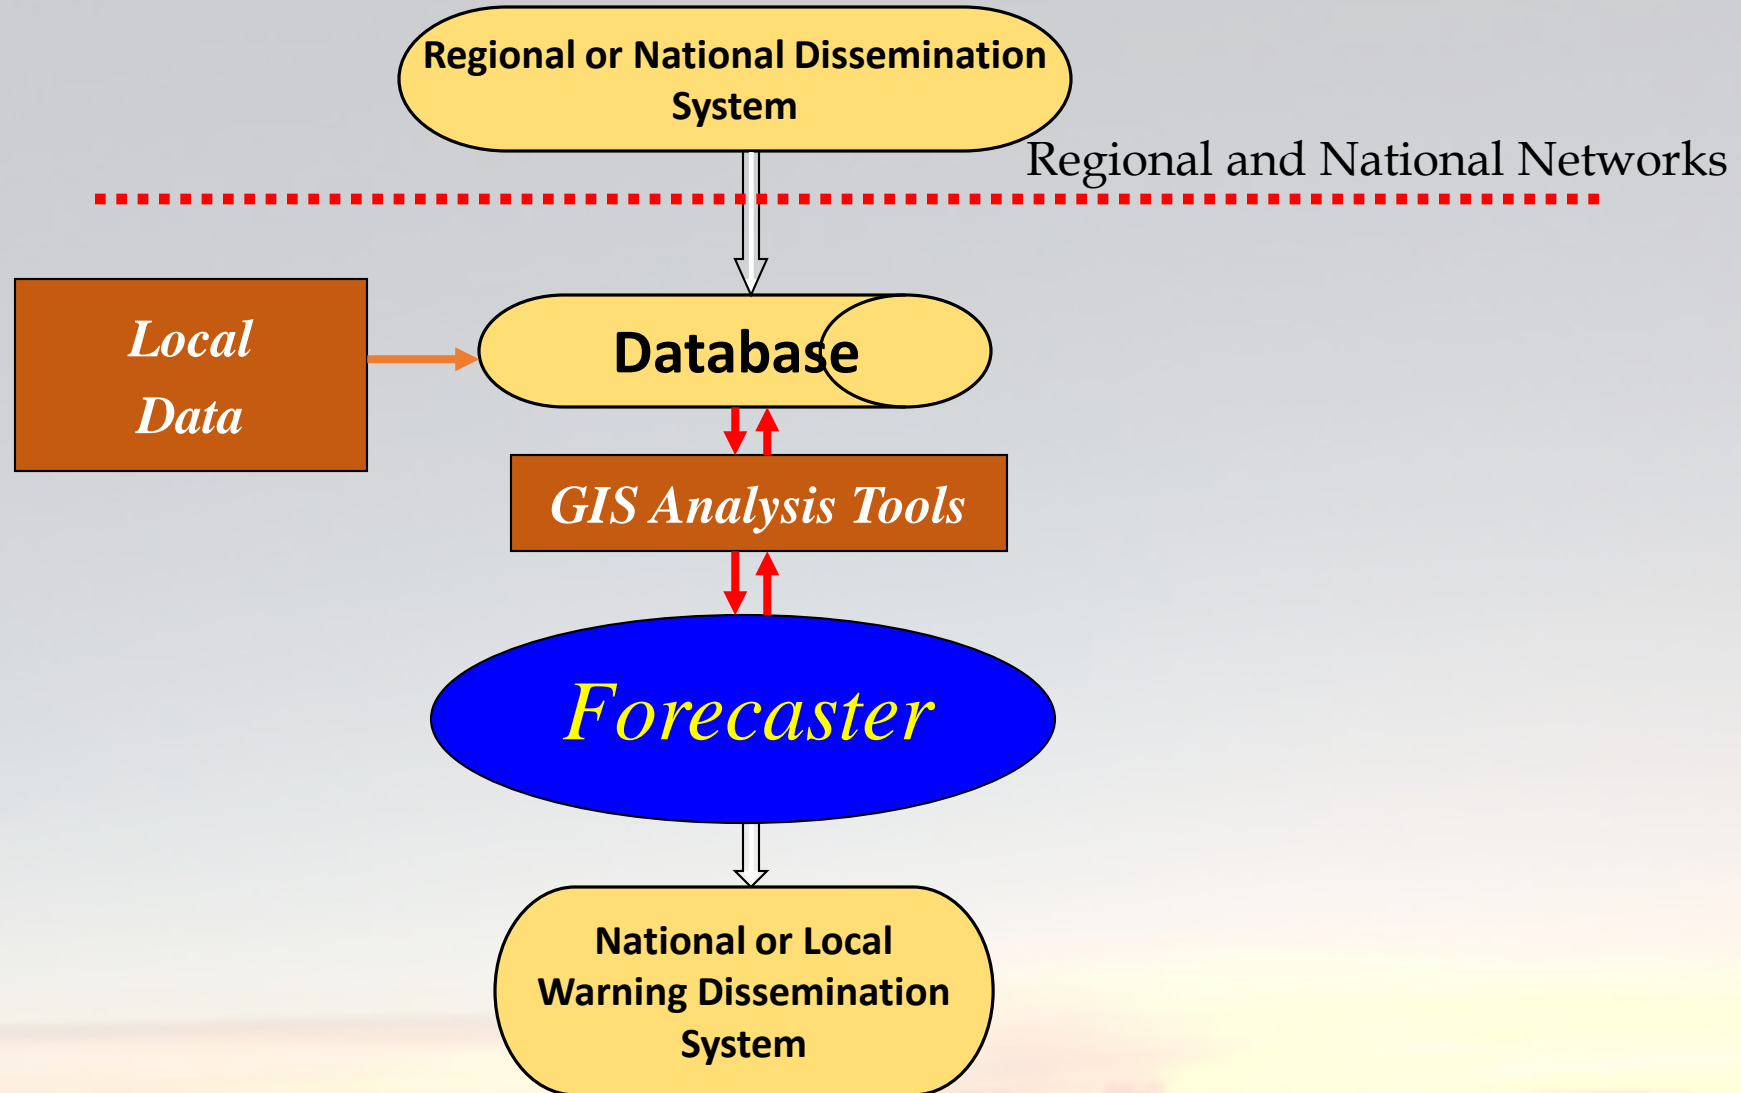 Regional or National Dissemination
System
Regional and National Networks
Local
Data
Database
GIS Analysis Tools
Forecaster
National or Local
Warning Dissemination
System